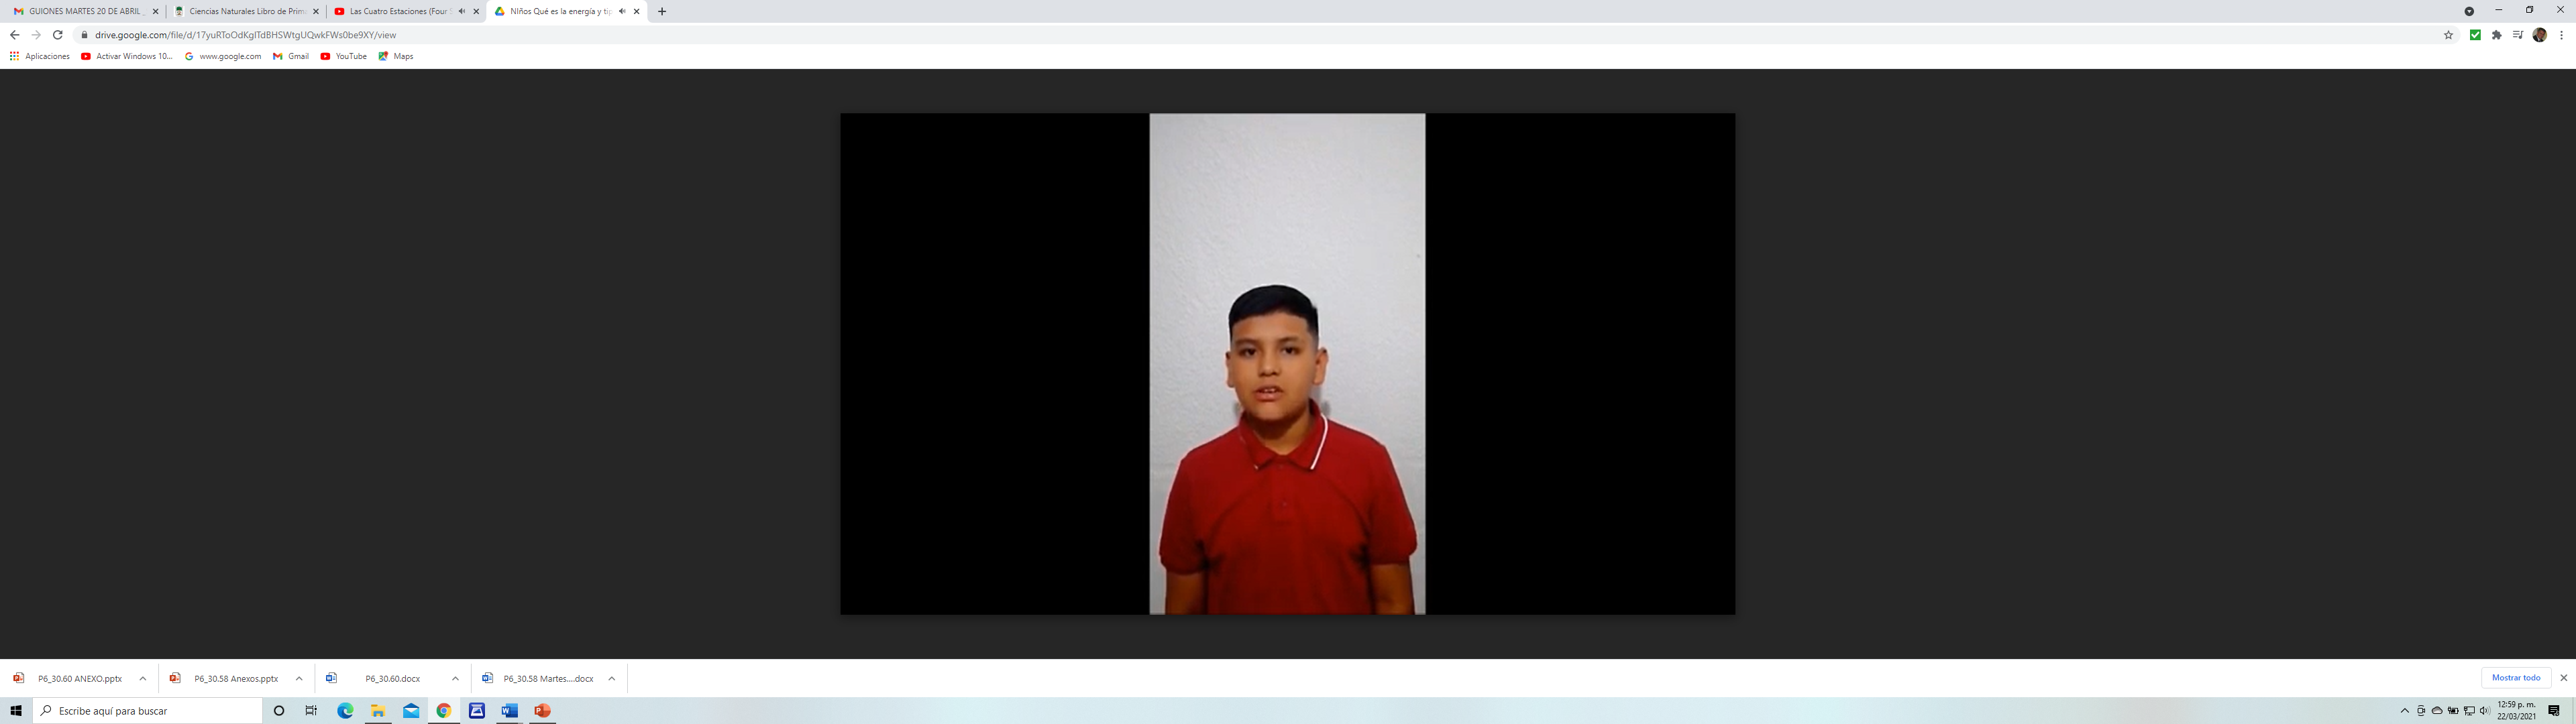 GUIONES MARTES 20 DE ABRIL _
Ciencias Naturales Libro de Prim
Las Cuatro Estaciones (Four
NIños Qué es la energía y tip
drive.google.com/file/d/17yuRToOdKgITdBHSWtgUQwkFWs0be9XY/view
Aplicaciones
Activar Windows 10...
www.google.com
Gmail
YouTube
Maps
P6_30.60 ANEXO.pptx
P6_30.58 Anexos.pptx
P6_30.60.docx
P6_30.58 Martes....docx
Mostrar todo
Escribe aquí para buscar
12:59 p. m.
22/03/2021